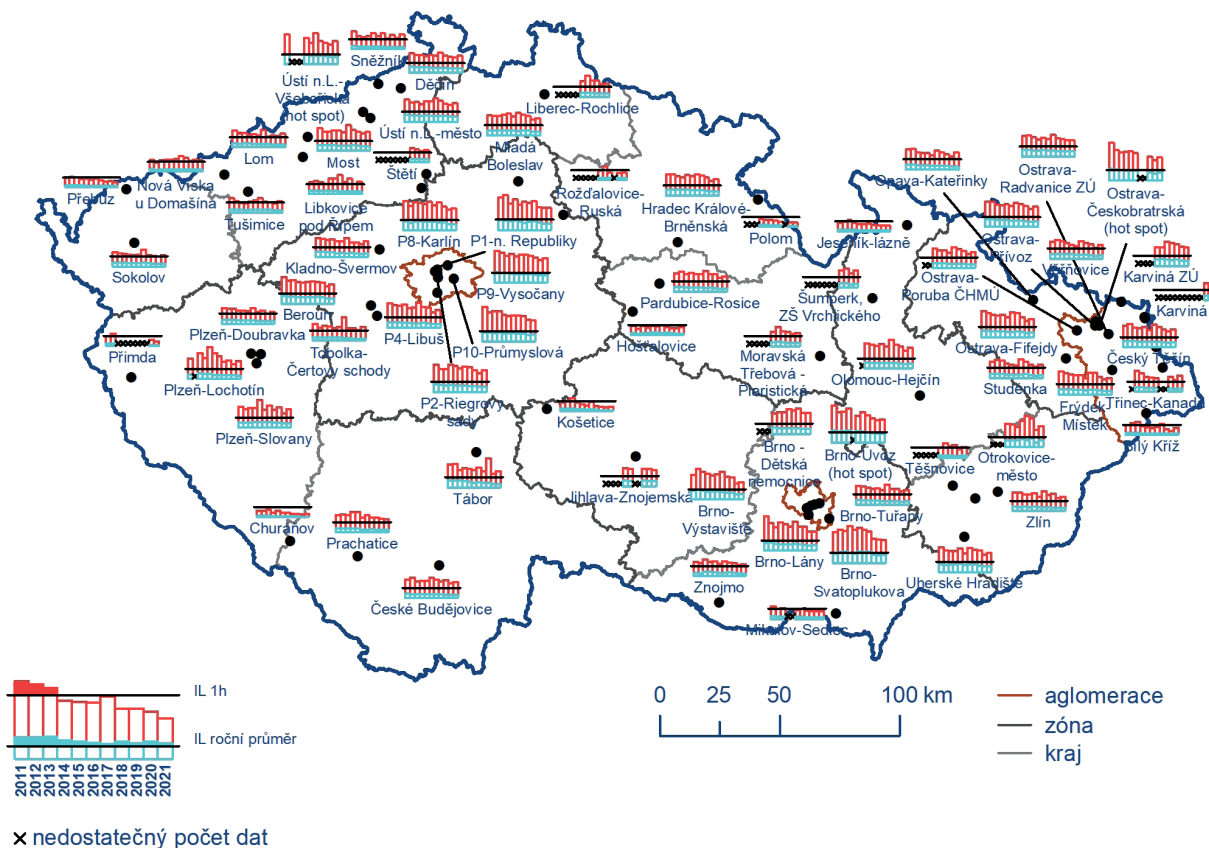 Sněžník
Ústí n.L.-
Všebořická
(hot spot)
Děčín
Liberec-Rochlice
Ústí n.L.-město
Lom
Most
Mladá
Boleslav
Štětí
Nová Víska
u Domašína
Přebuz
Rožďalovice-
Ruská
Tušimice
Libkovice
pod Řípem
Hradec Králové-
Brněnská
Polom
Jeseník-lázně
Opava-Kateřinky
Ostrava-
Radvanice ZÚ
Ostrava-
Českobratrská
(hot spot)
P8-Karlín
P1-n. Republiky
Ostrava-
Přívoz
Věřňovice
Karviná ZÚ
Sokolov
Kladno-Švermov
P9-Vysočany
Pardubice-Rosice
Šumperk,
ZŠ Vrchlického
Ostrava-
Poruba ČHMÚ
Karviná
Beroun
Plzeň-Doubravka
P4-Libuš
P10-Průmyslová
Hošťalovice
Přimda
Topolka-
Čertovy schody
Moravská
Třebová -
Piaristická
Ostrava-Fifejdy
Český Těšín
Plzeň-Lochotín
P2-Riegrovy
sady
Olomouc-Hejčín
Studénka
Frýdek
Místek
Třinec-Kanada
Plzeň-Slovany
Košetice
Brno -
Dětská
nemocnice
Brno-Úvoz
(hot spot)
Těšnovice
Otrokovice-
město
Bílý Kříž
Tábor
Jihlava-Znojemská
Brno-
Výstaviště
Brno-Tuřany
Zlín
Churáňov
Prachatice
Brno-Lány
Brno-
Svatoplukova
Uherské Hradiště
České Budějovice
Znojmo
Mikulov-Sedlec
IL 1h
IL roční průměr
2011
2012
2013
2014
2015
2016
2017
2018
2019
2020
2021
× nedostatečný počet dat
0 25 50 100 km
aglomerace
zóna
kraj